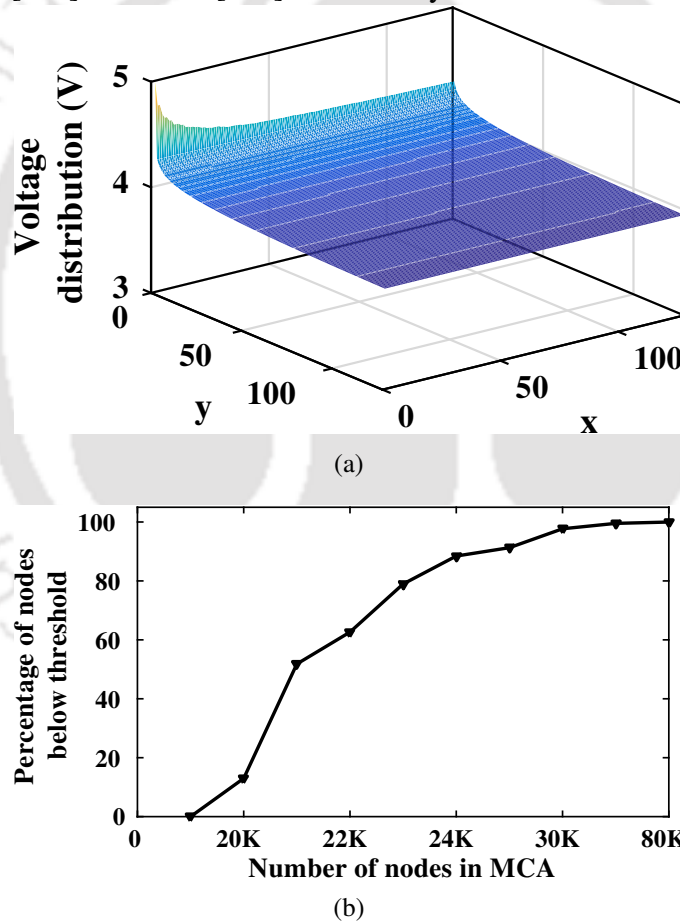 5
4
3
Voltage
distribution (V)
0
50
100
y
0
50
100
x
(a)
100
80
60
40
20
0
Percentage of nodes
below threshold
0
20K
22K
24K
30K
80K
Number of nodes in MCA
(b)